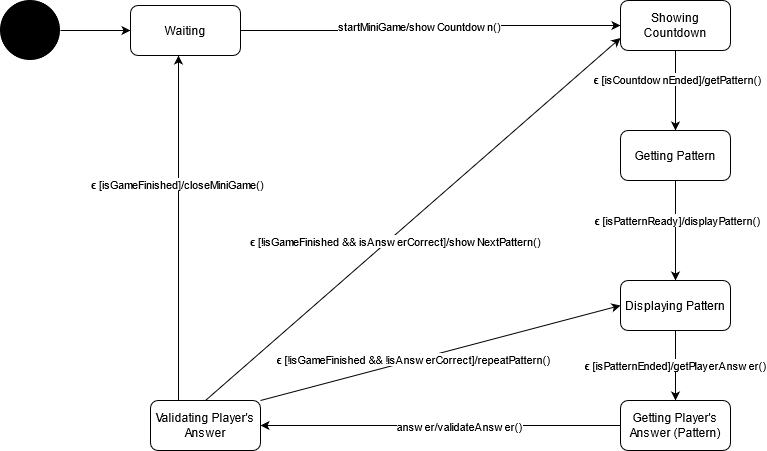 Waiting
startMiniGame/showCountdown()
Showing
Countdown
ϵ [isCountdownEnded]/getPattern()
Getting Pattern
ϵ [isGameFinished]/closeMiniGame()
ϵ [isPatternReady]/displayPattern()
ϵ [!isGameFinished && isAnswerCorrect]/showNextPattern()
Displaying Pattern
ϵ [!isGameFinished && !isAnswerCorrect]/repeatPattern()
ϵ [isPatternEnded]/getPlayerAnswer()
Validating Player's
Answer
answer/validateAnswer()
Getting Player's
Answer (Pattern)